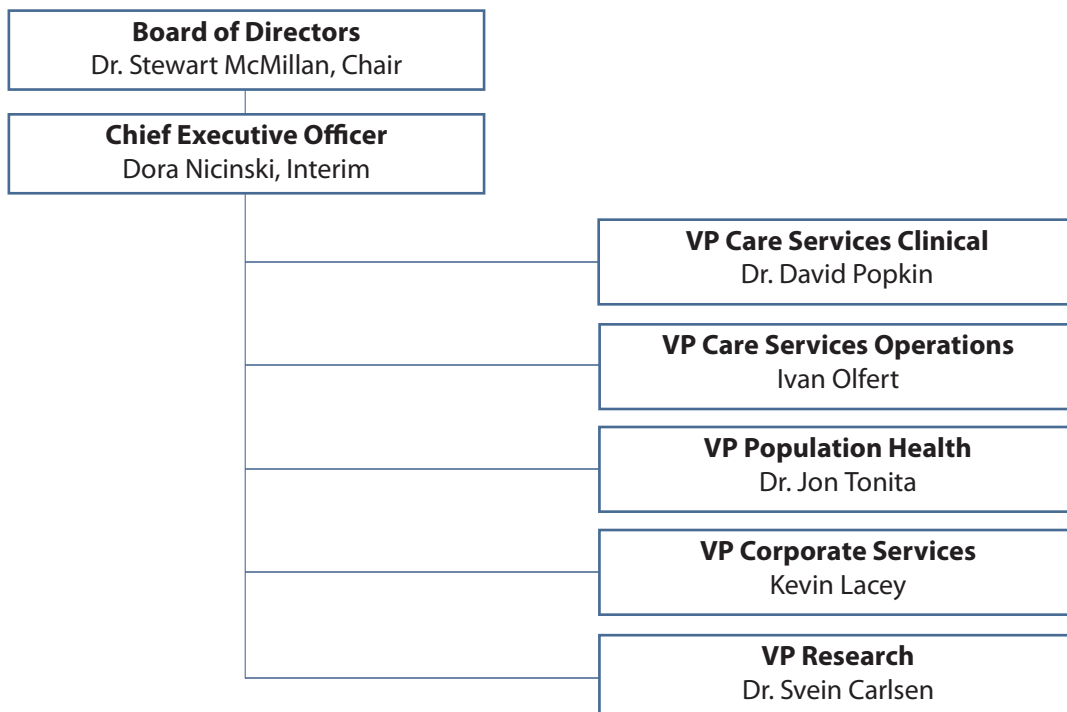 Board of Directors
Dr. Stewart McMillan, Chair
Chief Executive Officer
Dora Nicinski, Interim
VP Care Services Clinical
Dr. David Popkin
VP Care Services Operations
Ivan Olfert
VP Population Health
Dr. Jon Tonita
VP Corporate Services
Kevin Lacey
VP Research
Dr. Svein Carlsen